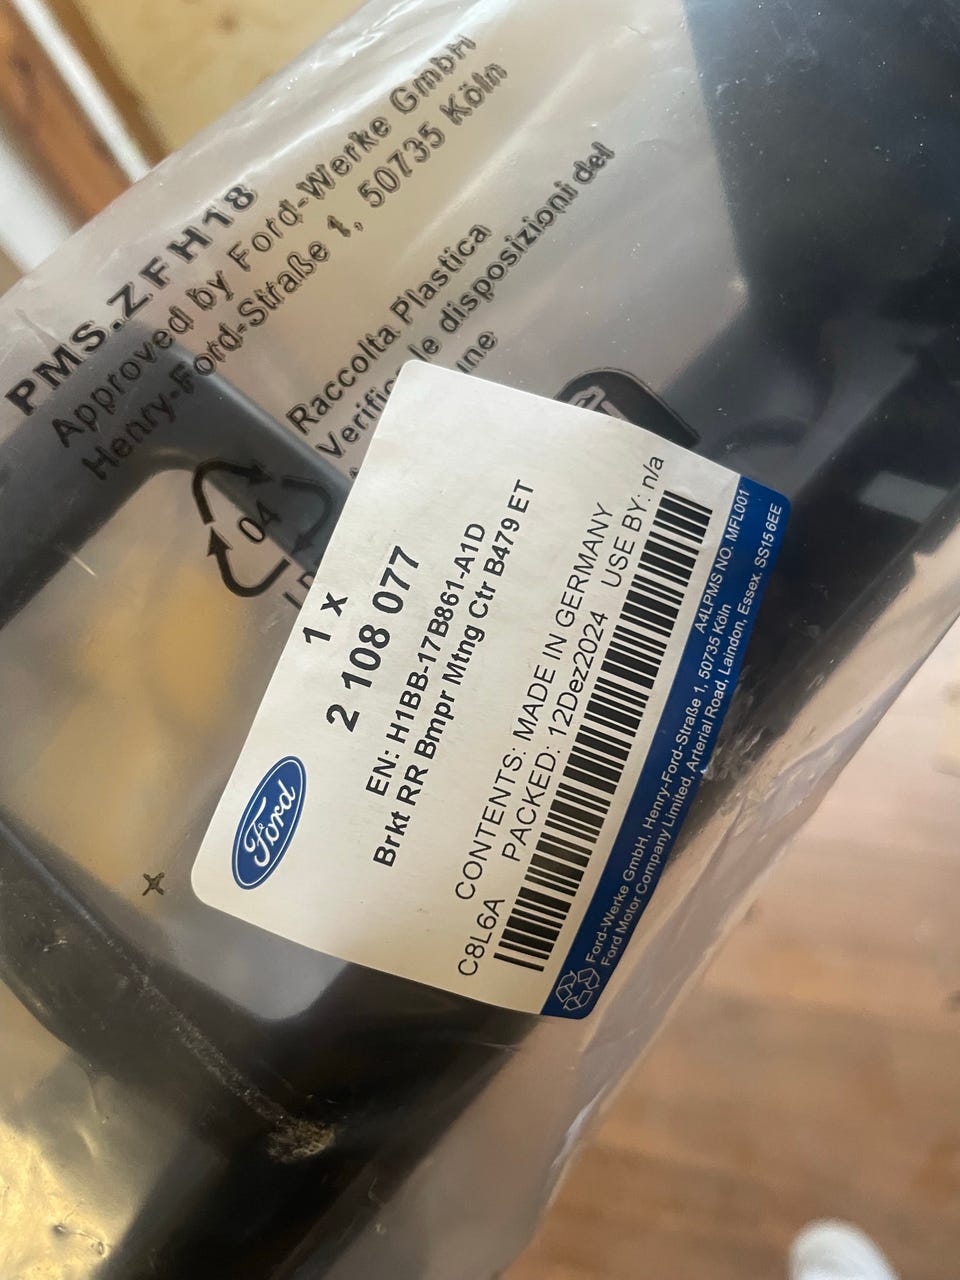 PMS.ZFH18
Approved by Ford-Werke GmbH
Henry-Ford-Straße 1, 50735 Köln
Raccolta Plastica
le disposizioni del
04
Ford
1 x
2 108 077
EN: H1BB-17B861-A1D
Brkt RR Bmpr Mtng Ctr B479 ET
CONTENTS: MADE IN GERMANY
C8L6A PACKED: 12Dez2024 USE BY: n/a
A4LPMS NO. MFL001
Ford-Werke GmbH, Henry-Ford-Straße 1, 50735 Köln
Ford Motor Company Limited, Arterial Road, Laindon, Essex. SS15 6EE